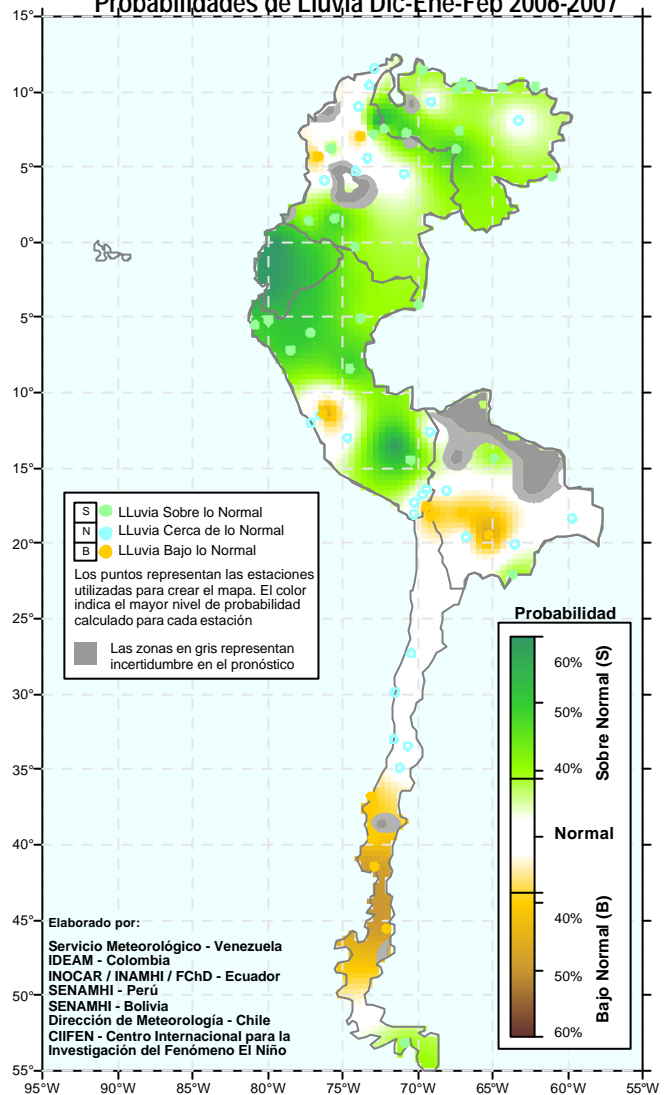 Probabilidades de Lluvia Dic-Ene-Feb 2006-2007
15°
10°
5°
0°
5°
10°
15°
20°
25°
30°
35°
40°
45°
50°
55°
S LLuvia Sobre lo Normal
N LLuvia Cerca de lo Normal
B LLuvia Bajo lo Normal
Los puntos representan las estaciones
utilizadas para crear el mapa. El color
indica el mayor nivel de probabilidad
calculado para cada estación
Las zonas en gris representan
incertidumbre en el pronóstico
Probabilidad
60%
50%
40%
Sobre Normal (S)
Normal
40%
50%
60%
Bajo Normal (B)
Elaborado por:
Servicio Meteorológico - Venezuela
IDEAM - Colombia
INOCAR / INAMHI / FChD - Ecuador
SENAMHI - Perú
SENAMHI - Bolivia
Dirección de Meteorología - Chile
CIIFEN - Centro Internacional para la
Investigación del Fenómeno El Niño
95°W 90°W 85°W 80°W 75°W 70°W 65°W 60°W 55°W